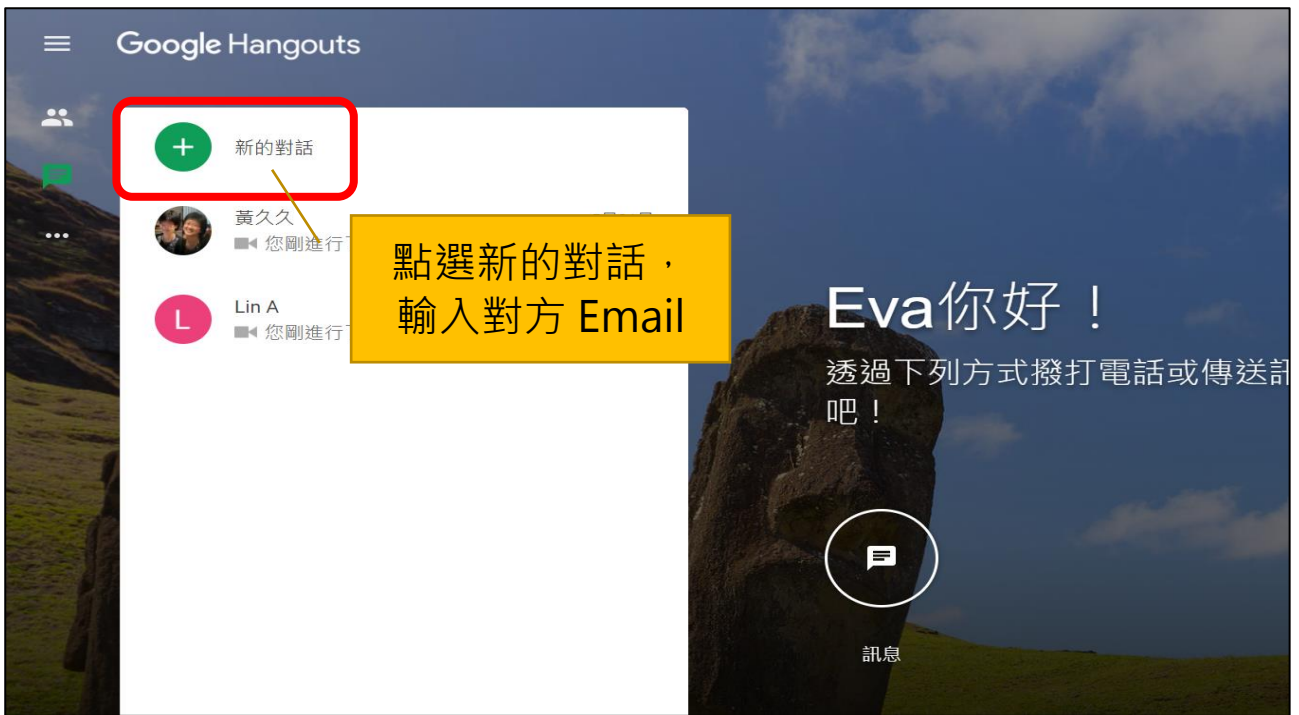 Google Hangouts
新的對話
黃久久
您剛進行了
點選新的對話，
輸入對方 Email
Lin A
L
您剛進行了
Eva你好！
透過下列方式撥打電話或傳送訊
吧！
訊息